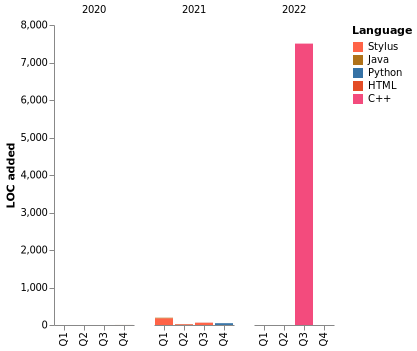 2020 2021 2022
8,000
7,000
6,000
5,000
4,000
3,000
2,000
1,000
0
LOC added
Q1 Q2 Q3 Q4 Q1 Q2 Q3 Q4 Q1 Q2 Q3 Q4
Language
Stylus
Java
Python
HTML
C++